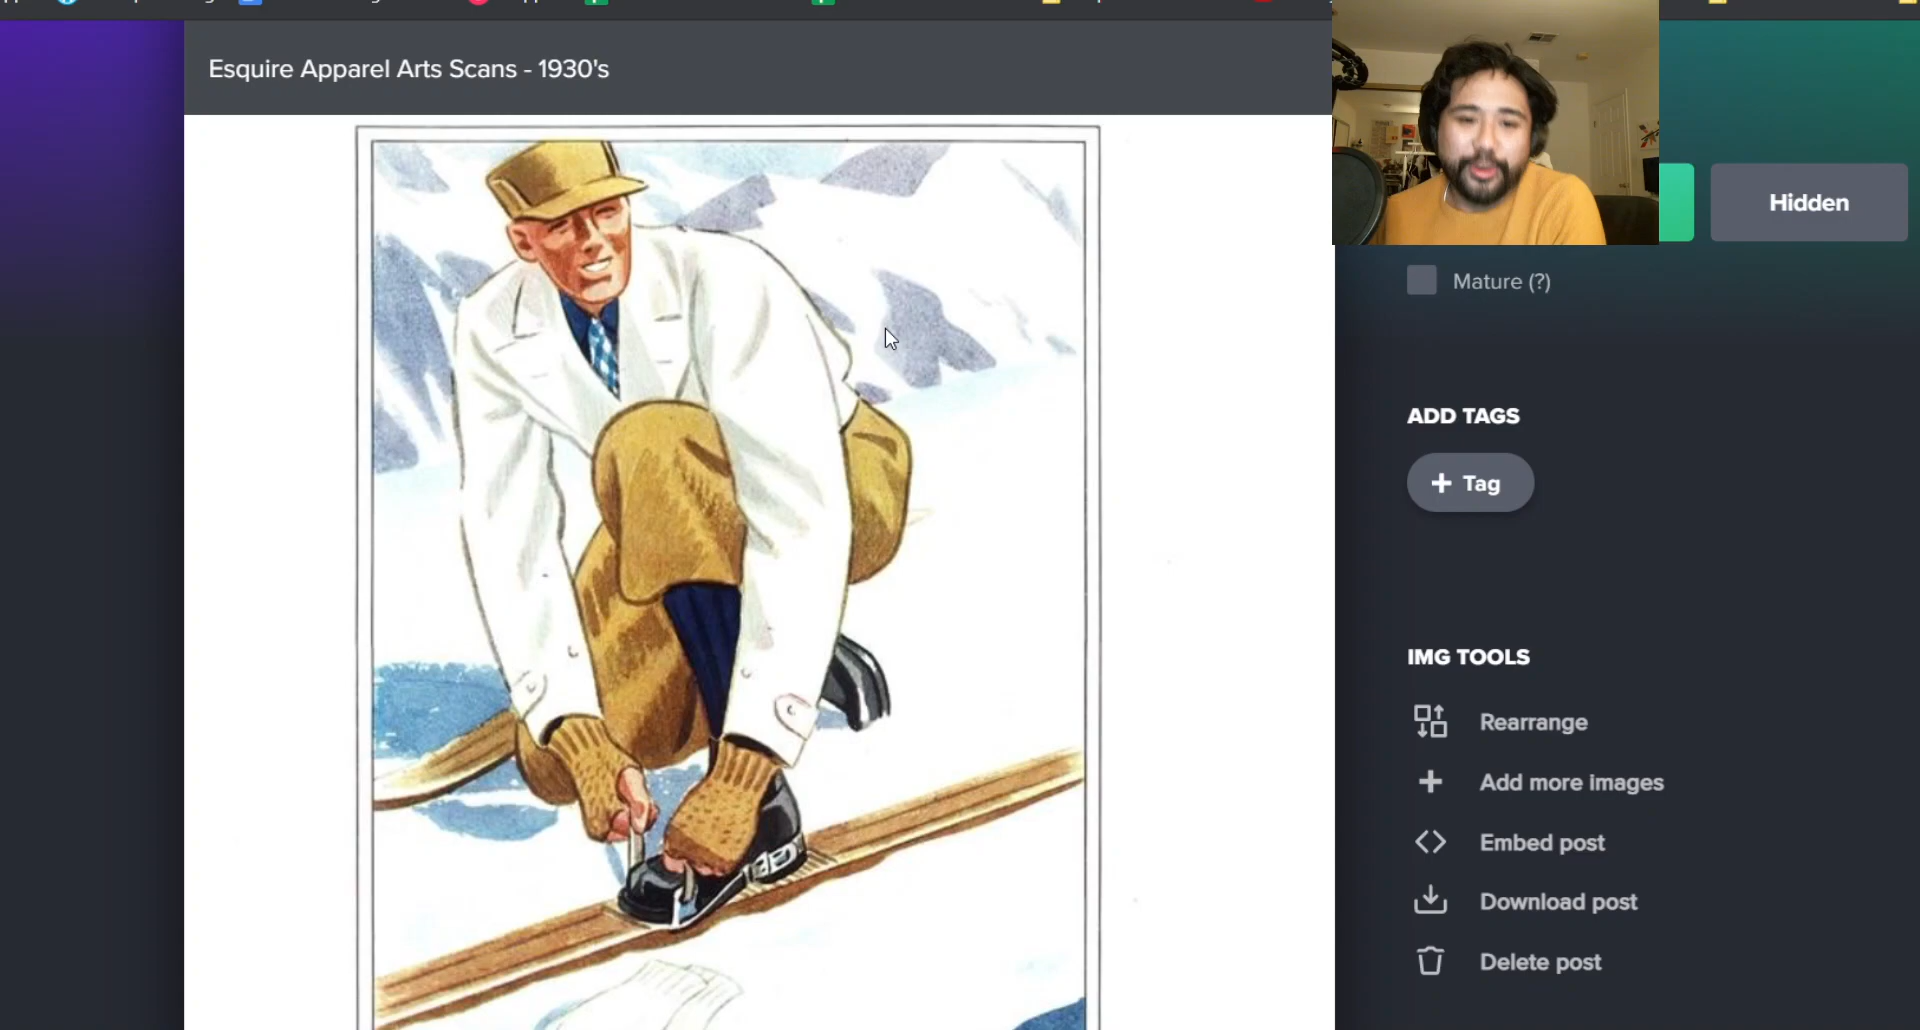 Esquire Apparel Arts Scans - 1930's
Hidden
Mature (?)
ADD TAGS
+ Tag
IMG TOOLS
Rearrange
Add more images
Embed post
Download post
Delete post